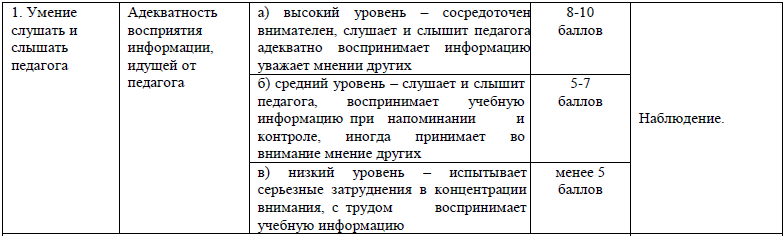 1. Умение
слушать и
слышать
педагога
Адекватность
восприятия
информации,
идущей от
педагога
а) высокий уровень – сосредоточен
внимателен, слушает и слышит педагога
адекватно воспринимает информацию
уважает мнении других
8-10
баллов
б) средний уровень – слушает и слышит
педагога, воспринимает учебную
информацию при напоминании и
контроле, иногда принимает во
внимание мнение других
5-7
баллов
в) низкий уровень – испытывает
серьезные затруднения в концентрации
внимания, с трудом воспринимает
учебную информацию
менее 5
баллов
Наблюдение.